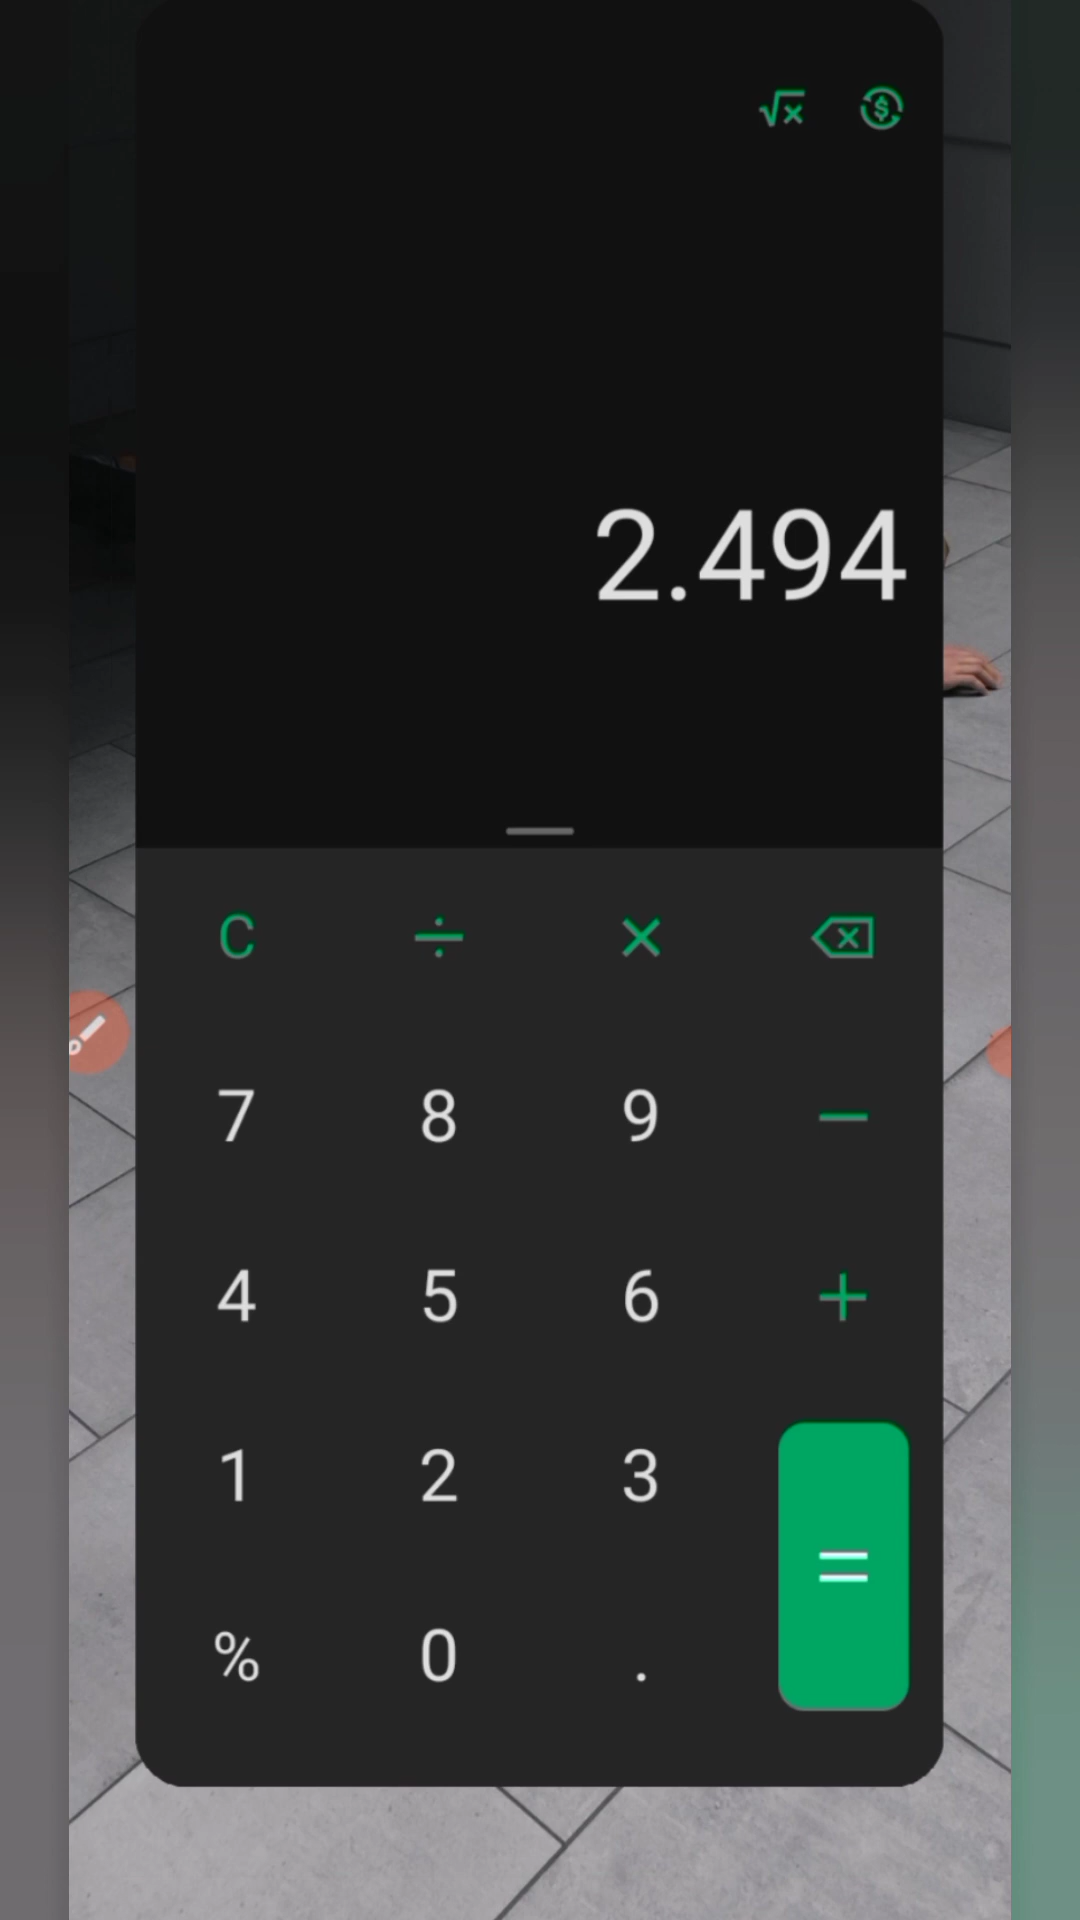 √x $
2.494
C ÷ × ⌫
7 8 9 −
4 5 6 +
1 2 3
=
% 0 .